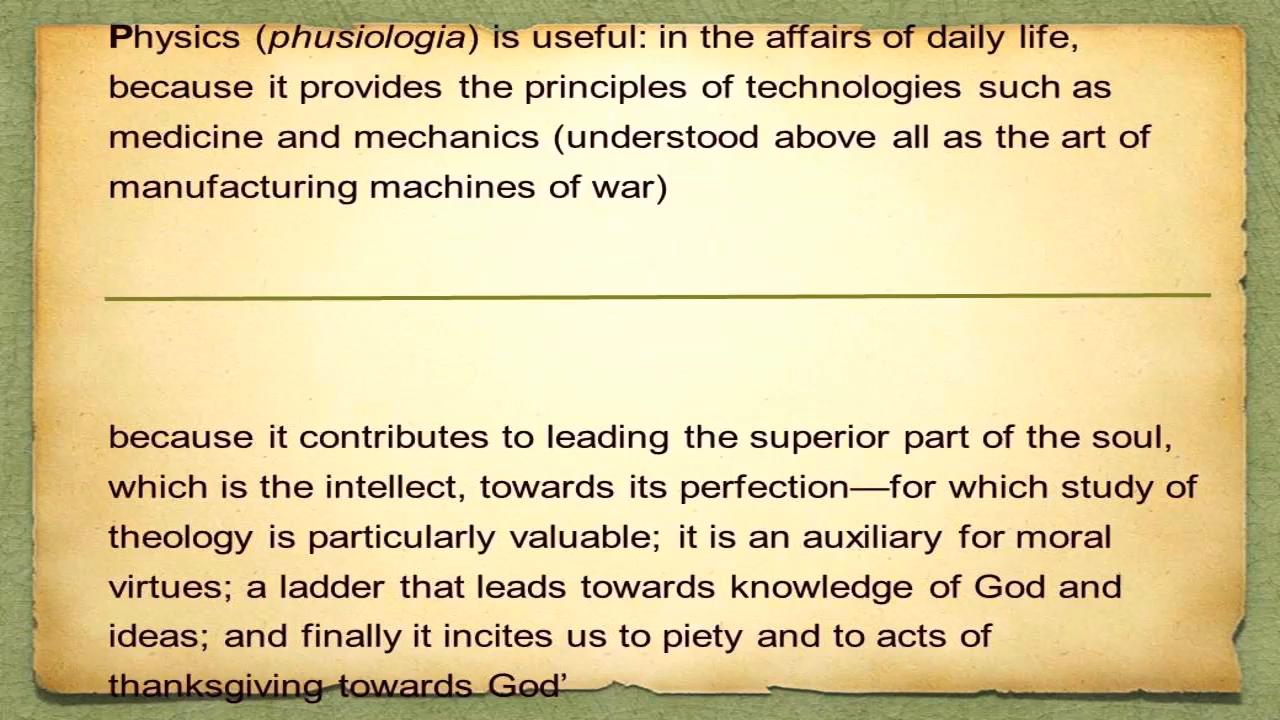 Physics (phusiologia) is useful: in the affairs of daily life,
because it provides the principles of technologies such as
medicine and mechanics (understood above all as the art of
manufacturing machines of war)
because it contributes to leading the superior part of the soul,
which is the intellect, towards its perfection—for which study of
theology is particularly valuable; it is an auxiliary for moral
virtues; a ladder that leads towards knowledge of God and
ideas; and finally it incites us to piety and to acts of
thanksgiving towards God’